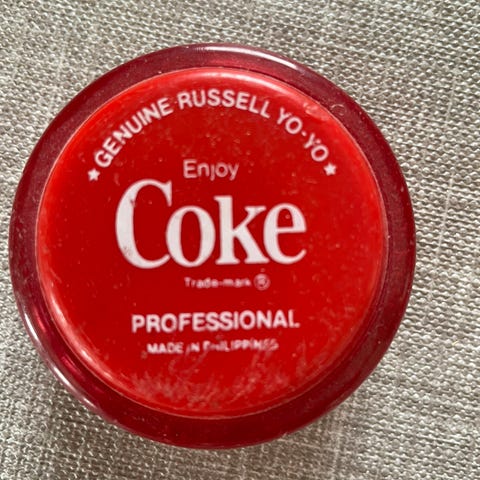 ★GENUINE RUSSELL YO-YO★
Enjoy
Coke
Trade-mark ®
PROFESSIONAL
MADE IN PHILIPPINES